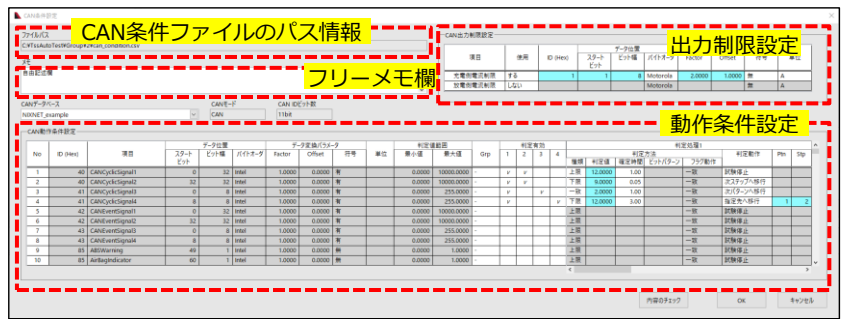 CAN条件設定
ファイルパス
CAN条件ファイルのパス情報
C:¥TssAutoTest¥Group¥2¥can_condition.csv
メモ
自由記述欄
フリーメモ欄
CANデータベース CANモード CAN IDビット数
NIXNET_example CAN 11bit
CAN出力制限設定
出力制限設定
データ位置
項目 使用 ID (Hex) スタートビット ビット幅 バイトオーダ Factor Offset 符号 単位
充電側電流制限 する 1 1 8 Motorola 2.0000 1.0000 無 A
放電側電流制限 しない Motorola 無 A
動作条件設定
CAN動作条件設定
データ位置 データ変換パラメータ 判定値範囲 判定有効 判定処理1
No ID (Hex) 項目 スタートビット ビット幅 バイトオーダ Factor Offset 符号 単位 最小値 最大値 Grp 1 2 3 4 判定方法 判定動作 Ptn Stp
種類 判定値 確定時間 ビットパターン フラグ動作
1 40 CANCyclicSignal1 0 32 Intel 1.0000 0.0000 有 0.0000 10000.0000 - v v 上限 12.0000 1.00 一致 試験停止
2 40 CANCyclicSignal2 32 32 Intel 1.0000 0.0000 有 0.0000 10000.0000 - v v 下限 9.0000 0.05 一致 次ステップへ移行
3 41 CANCyclicSignal3 0 8 Intel 1.0000 0.0000 有 0.0000 255.0000 - v v 一致 2.0000 1.00 一致 次パターンへ移行
4 41 CANCyclicSignal4 8 8 Intel 1.0000 0.0000 有 0.0000 255.0000 - v v 下限 12.0000 3.00 一致 指定先へ移行 1 2
5 42 CANEventSignal1 0 32 Intel 1.0000 0.0000 有 0.0000 10000.0000 - 上限 一致 試験停止
6 42 CANEventSignal2 32 32 Intel 1.0000 0.0000 有 0.0000 10000.0000 - 上限 一致 試験停止
7 43 CANEventSignal3 0 8 Intel 1.0000 0.0000 有 0.0000 255.0000 - 上限 一致 試験停止
8 43 CANEventSignal4 8 8 Intel 1.0000 0.0000 有 0.0000 255.0000 - 上限 一致 試験停止
9 85 ABSWarning 49 1 Intel 1.0000 0.0000 無 0.0000 1.0000 - 上限 一致 試験停止
10 85 AirBagIndicator 60 1 Intel 1.0000 0.0000 無 0.0000 1.0000 - 上限 一致 試験停止
内容のチェック OK キャンセル